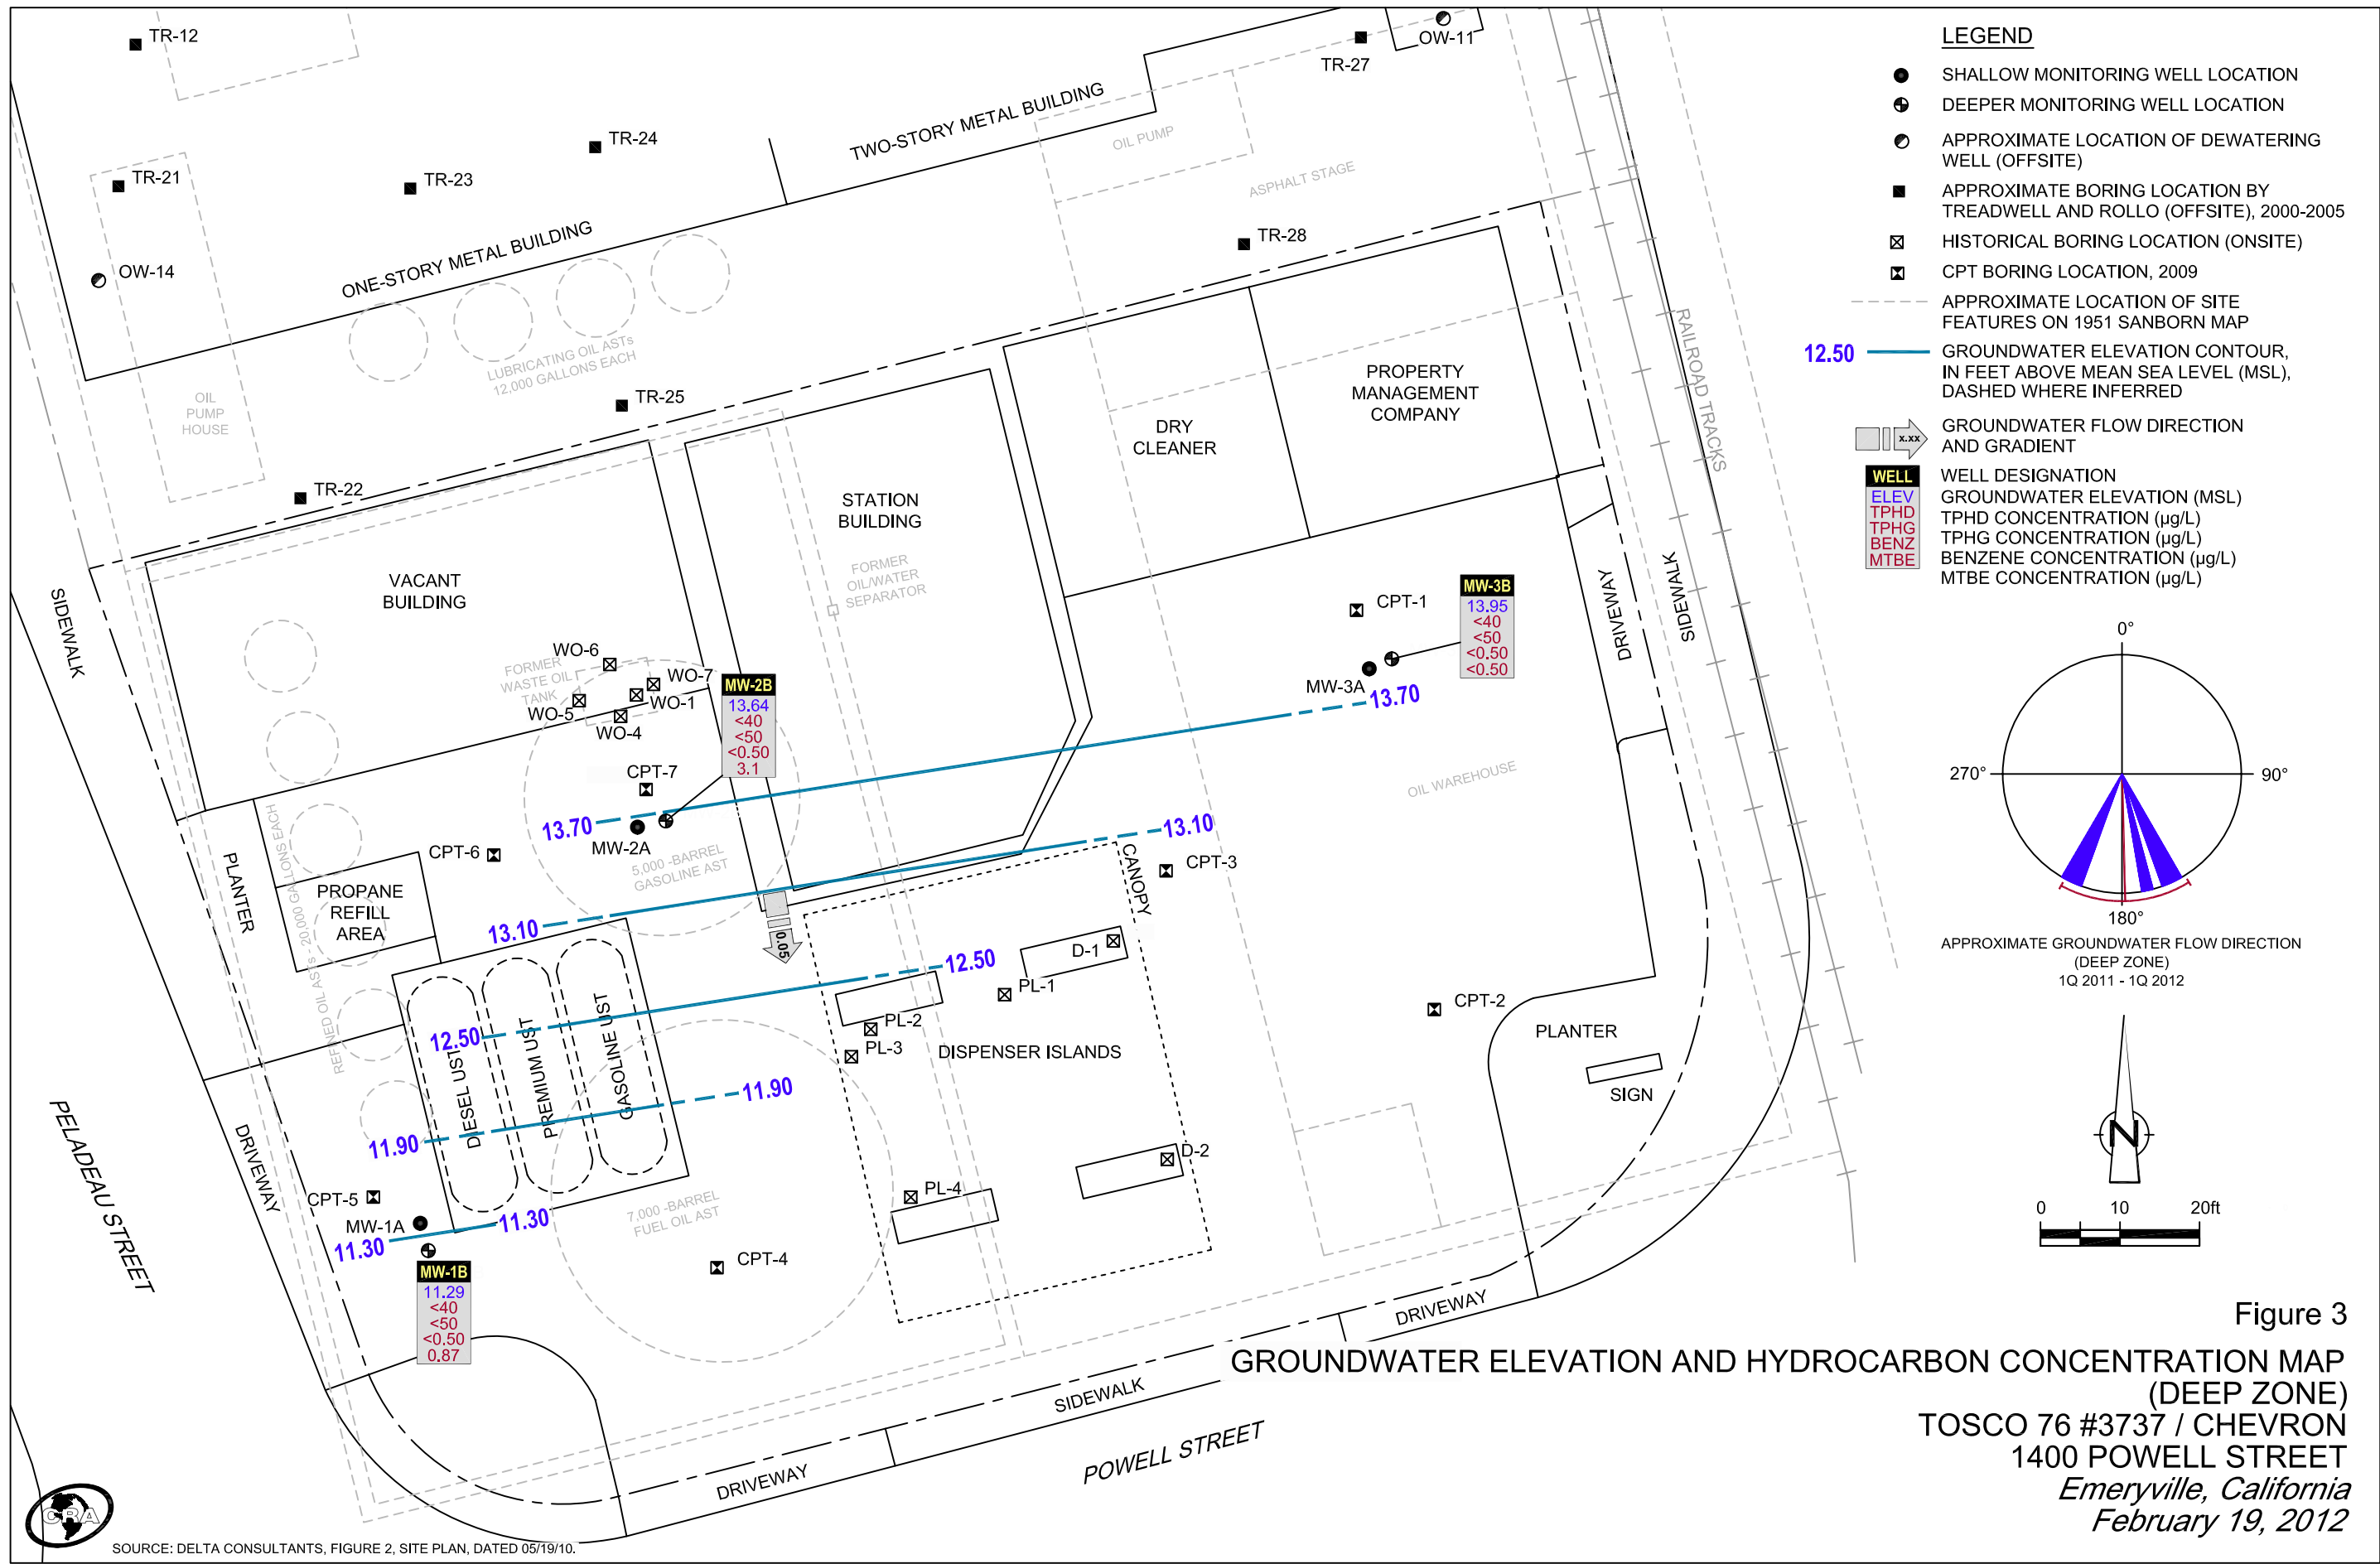 TR-12
OW-11
TR-27
TR-24
TWO-STORY METAL BUILDING
OIL PUMP
TR-21
TR-23
ASPHALT STAGE
ONE-STORY METAL BUILDING
TR-28
OW-14
LUBRICATING OIL ASTs
12,000 GALLONS EACH
OIL
PUMP
HOUSE
TR-25
TR-22
RAILROAD TRACKS
PROPERTY
MANAGEMENT
COMPANY
DRY
CLEANER
STATION
BUILDING
FORMER
OIL/WATER
SEPARATOR
VACANT
BUILDING
SIDEWALK
DRIVEWAY
SIDEWALK
CPT-1
MW-3B
13.95
<40
<50
<0.50
<0.50
MW-3A
13.70
WO-6
FORMER
WASTE OIL
TANK
WO-7
WO-1
WO-5
WO-4
MW-2B
13.64
<40
<50
<0.50
3.1
CPT-7
13.70
MW-2A
5,000 -BARREL
GASOLINE AST
OIL WAREHOUSE
13.10
CPT-6
CPT-3
CANOPY
PLANTER
REFINED OIL ASTs - 20,000 GALLONS EACH
PROPANE
REFILL
AREA
13.10
0.05
12.50
D-1
PL-1
CPT-2
PL-2
PL-3
DISPENSER ISLANDS
PLANTER
SIGN
12.50
DIESEL UST
PREMIUM UST
GASOLINE UST
11.90
11.90
PELADEAU STREET
DRIVEWAY
D-2
PL-4
CPT-5
MW-1A
11.30
11.30
7,000 -BARREL
FUEL OIL AST
CPT-4
MW-1B
11.29
<40
<50
<0.50
0.87
DRIVEWAY
SIDEWALK
DRIVEWAY
POWELL STREET
LEGEND
SHALLOW MONITORING WELL LOCATION
DEEPER MONITORING WELL LOCATION
APPROXIMATE LOCATION OF DEWATERING
WELL (OFFSITE)
APPROXIMATE BORING LOCATION BY
TREADWELL AND ROLLO (OFFSITE), 2000-2005
HISTORICAL BORING LOCATION (ONSITE)
CPT BORING LOCATION, 2009
APPROXIMATE LOCATION OF SITE
FEATURES ON 1951 SANBORN MAP
12.50 GROUNDWATER ELEVATION CONTOUR,
IN FEET ABOVE MEAN SEA LEVEL (MSL),
DASHED WHERE INFERRED
x.xx GROUNDWATER FLOW DIRECTION
AND GRADIENT
WELL WELL DESIGNATION
ELEV GROUNDWATER ELEVATION (MSL)
TPHD TPHD CONCENTRATION (µg/L)
TPHG TPHG CONCENTRATION (µg/L)
BENZ BENZENE CONCENTRATION (µg/L)
MTBE MTBE CONCENTRATION (µg/L)
0°
270° 90°
180°
APPROXIMATE GROUNDWATER FLOW DIRECTION
(DEEP ZONE)
1Q 2011 - 1Q 2012
N
0 10 20ft
Figure 3
GROUNDWATER ELEVATION AND HYDROCARBON CONCENTRATION MAP
(DEEP ZONE)
TOSCO 76 #3737 / CHEVRON
1400 POWELL STREET
Emeryville, California
February 19, 2012
CRA
SOURCE: DELTA CONSULTANTS, FIGURE 2, SITE PLAN, DATED 05/19/10.